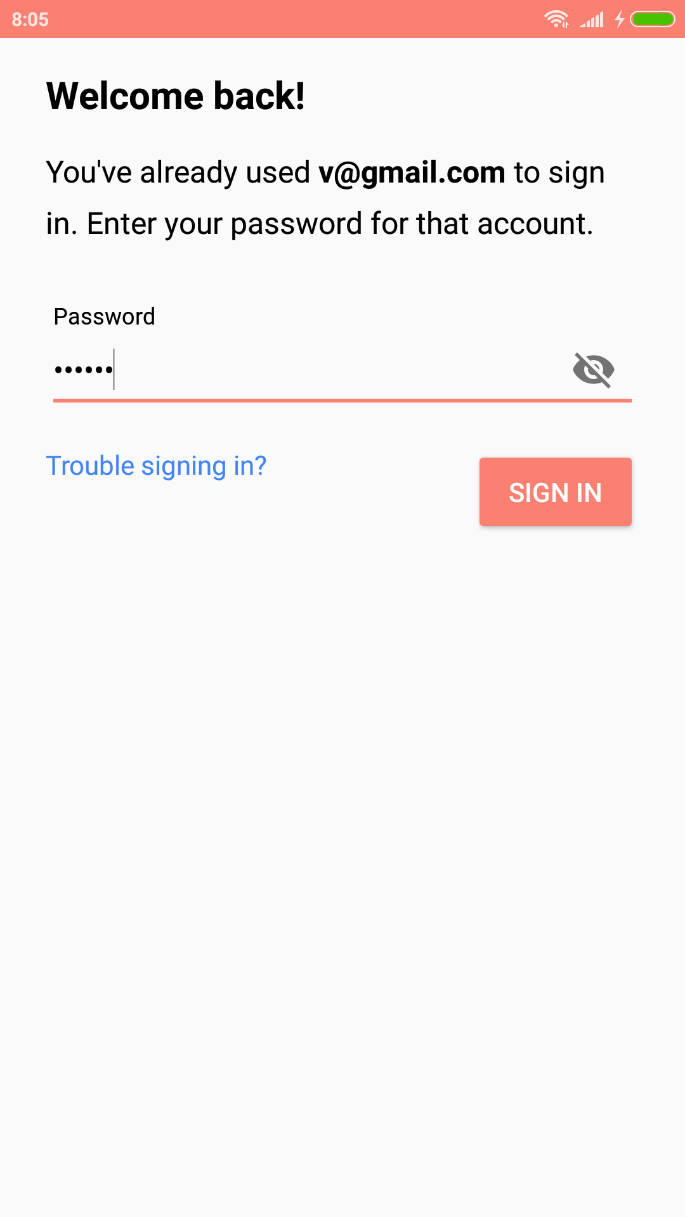 8:05
Welcome back!
You've already used v@gmail.com to sign
in. Enter your password for that account.
Password
••••••
Trouble signing in?
SIGN IN